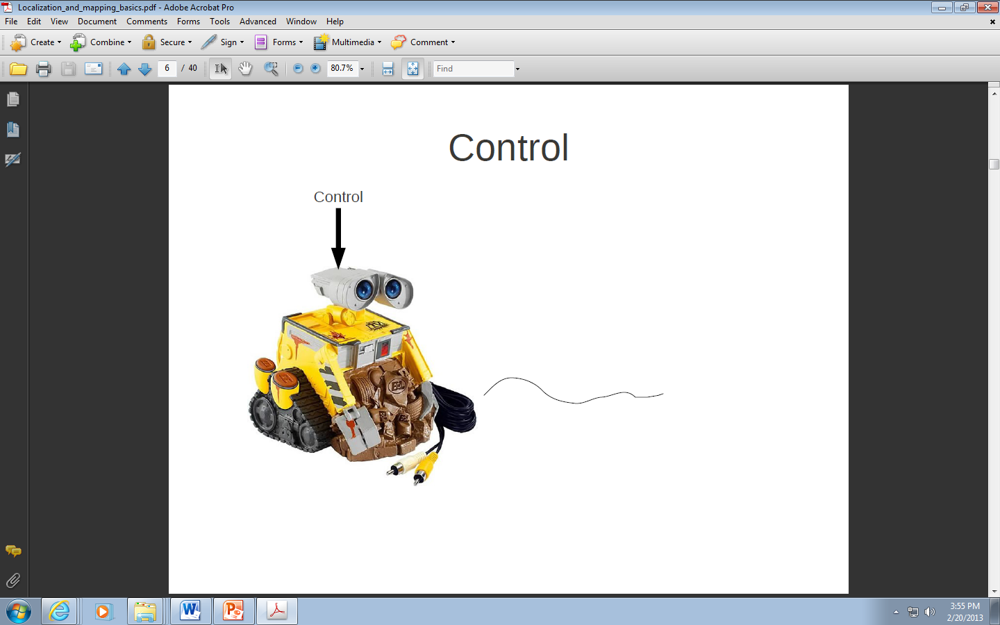 Localization_and_mapping_basics.pdf - Adobe Acrobat Pro
File Edit View Document Comments Forms Tools Advanced Window Help
Create Combine Secure Sign Forms Multimedia Comment
6 / 40 80.7% Find
Control
Control
3:55 PM
2/20/2013